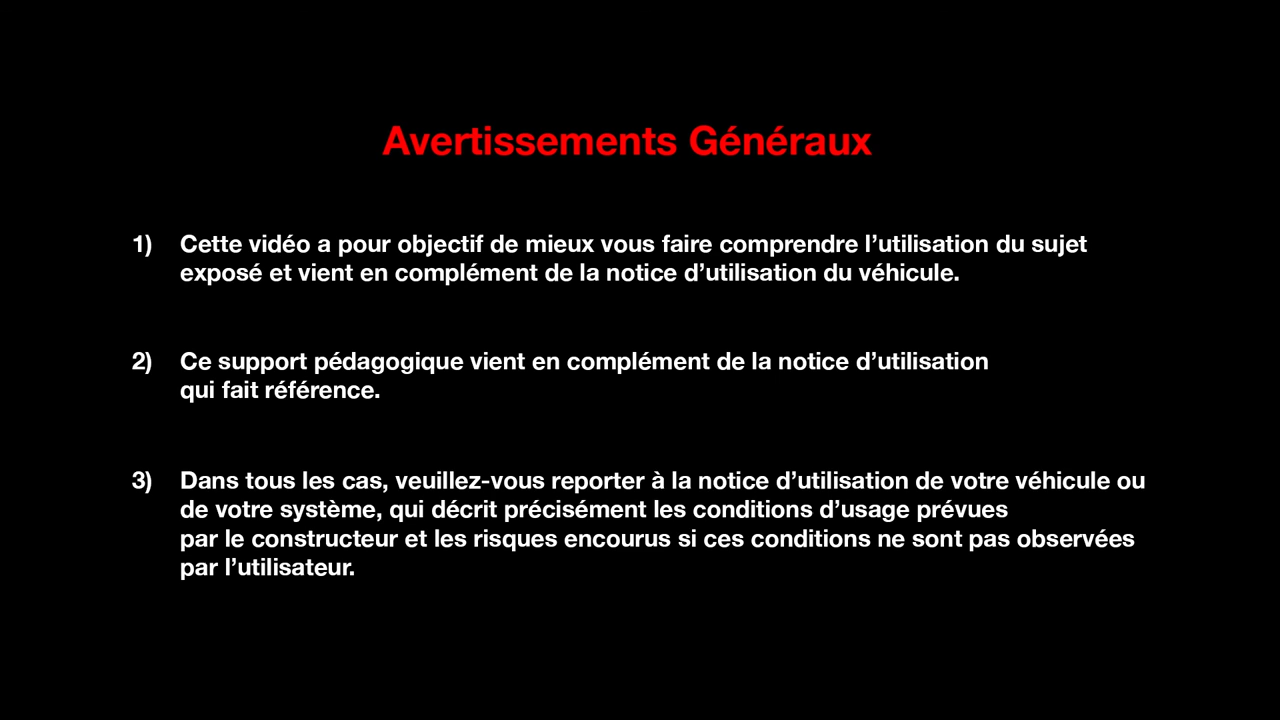 Avertissements Généraux
1) Cette vidéo a pour objectif de mieux vous faire comprendre l’utilisation du sujet
exposé et vient en complément de la notice d’utilisation du véhicule.
2) Ce support pédagogique vient en complément de la notice d’utilisation
qui fait référence.
3) Dans tous les cas, veuillez-vous reporter à la notice d’utilisation de votre véhicule ou
de votre système, qui décrit précisément les conditions d’usage prévues
par le constructeur et les risques encourus si ces conditions ne sont pas observées
par l’utilisateur.